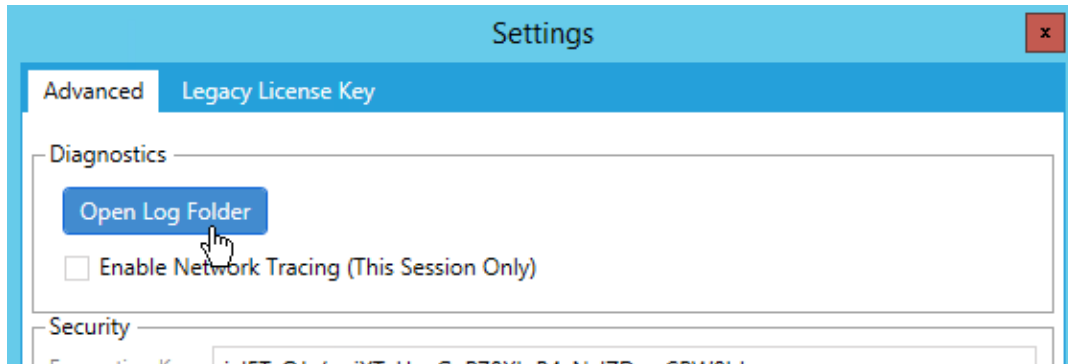 Settings
x
Advanced Legacy License Key
Diagnostics
Open Log Folder
Enable Network Tracing (This Session Only)
Security